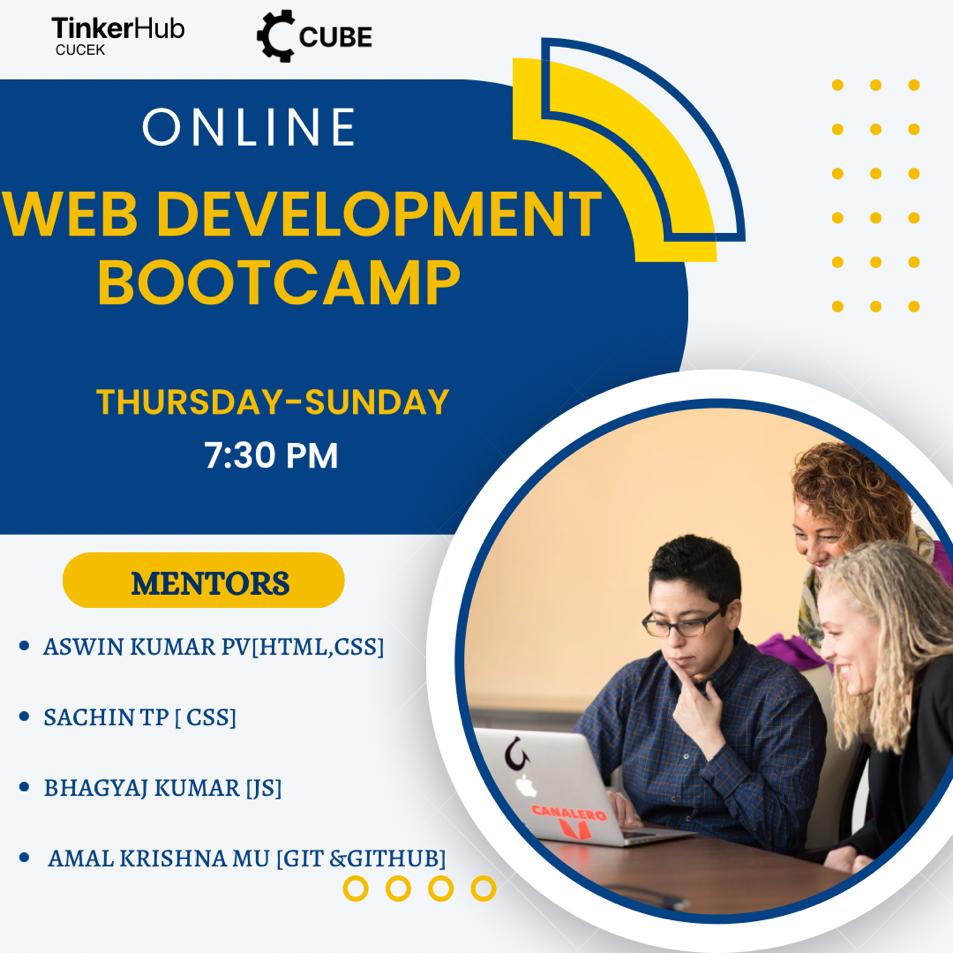 TinkerHub
CUCEK
CUBE
ONLINE
WEB DEVELOPMENT
BOOTCAMP
THURSDAY-SUNDAY
7:30 PM
MENTORS
• ASWIN KUMAR PV[HTML,CSS]
• SACHIN TP [ CSS]
• BHAGYAJ KUMAR [JS]
• AMAL KRISHNA MU [GIT &GITHUB]
CANALERO